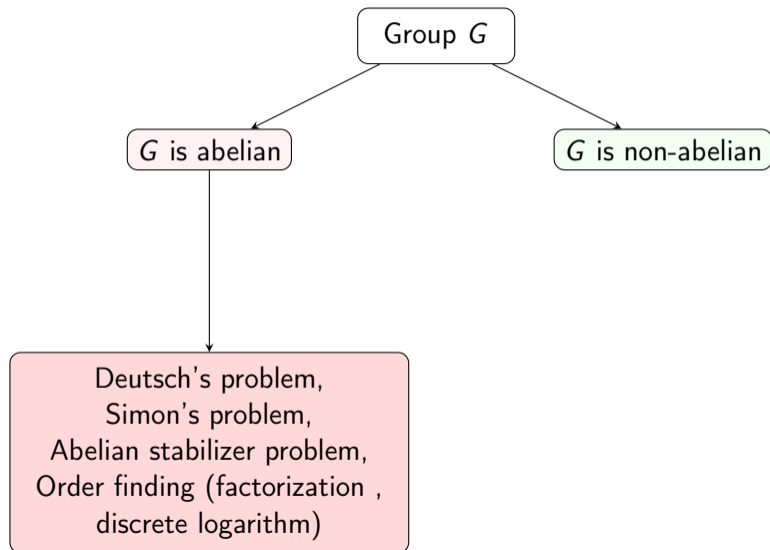 Group G
G is abelian
G is non-abelian
Deutsch's problem,
Simon's problem,
Abelian stabilizer problem,
Order finding (factorization ,
discrete logarithm)